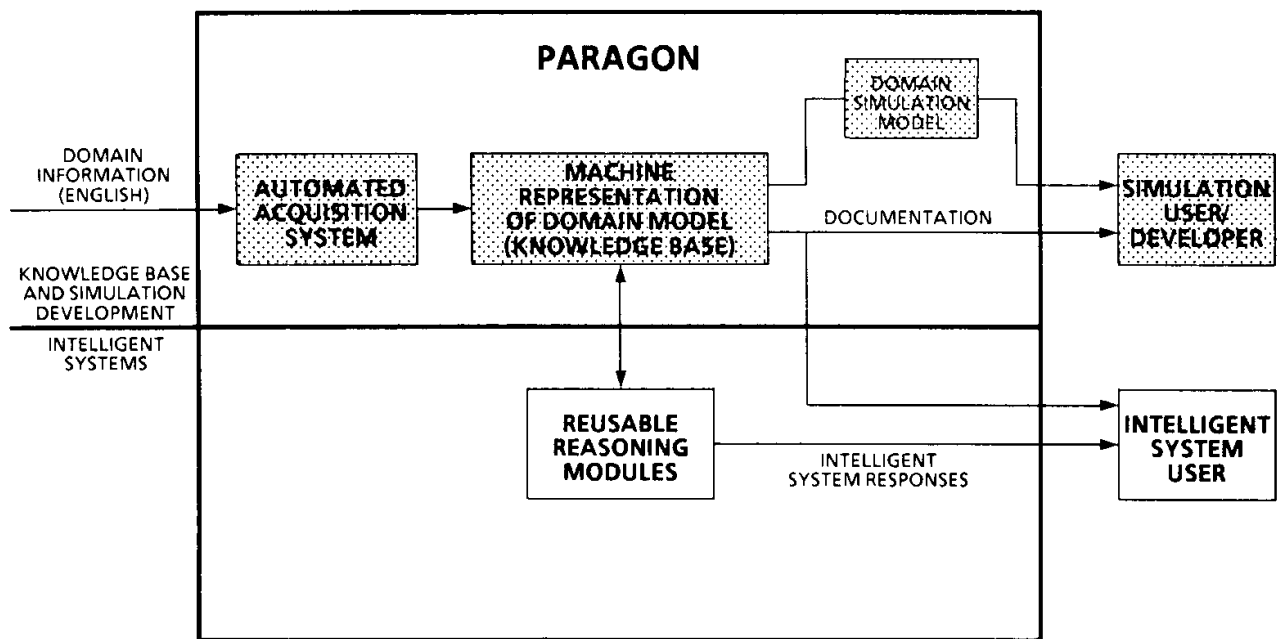 PARAGON
DOMAIN
SIMULATION
MODEL
DOMAIN
INFORMATION
(ENGLISH)
AUTOMATED
ACQUISITION
SYSTEM
MACHINE
REPRESENTATION
OF DOMAIN MODEL
(KNOWLEDGE BASE)
DOCUMENTATION
SIMULATION
USER/
DEVELOPER
KNOWLEDGE BASE
AND SIMULATION
DEVELOPMENT
INTELLIGENT
SYSTEMS
REUSABLE
REASONING
MODULES
INTELLIGENT
SYSTEM RESPONSES
INTELLIGENT
SYSTEM
USER